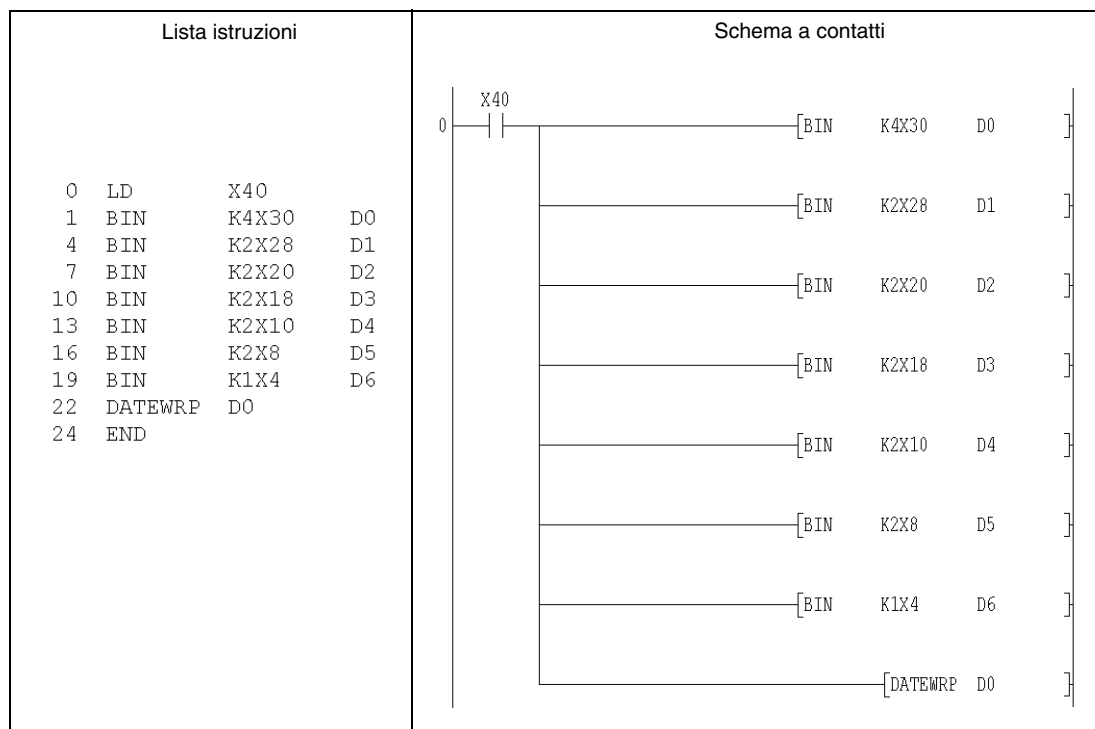 Lista istruzioni
Schema a contatti
0 LD X40
1 BIN K4X30 D0
4 BIN K2X28 D1
7 BIN K2X20 D2
10 BIN K2X18 D3
13 BIN K2X10 D4
16 BIN K2X8 D5
19 BIN K1X4 D6
22 DATEWRP D0
24 END
X40
0 [BIN K4X30 D0 ]
[BIN K2X28 D1 ]
[BIN K2X20 D2 ]
[BIN K2X18 D3 ]
[BIN K2X10 D4 ]
[BIN K2X8 D5 ]
[BIN K1X4 D6 ]
[DATEWRP D0 ]